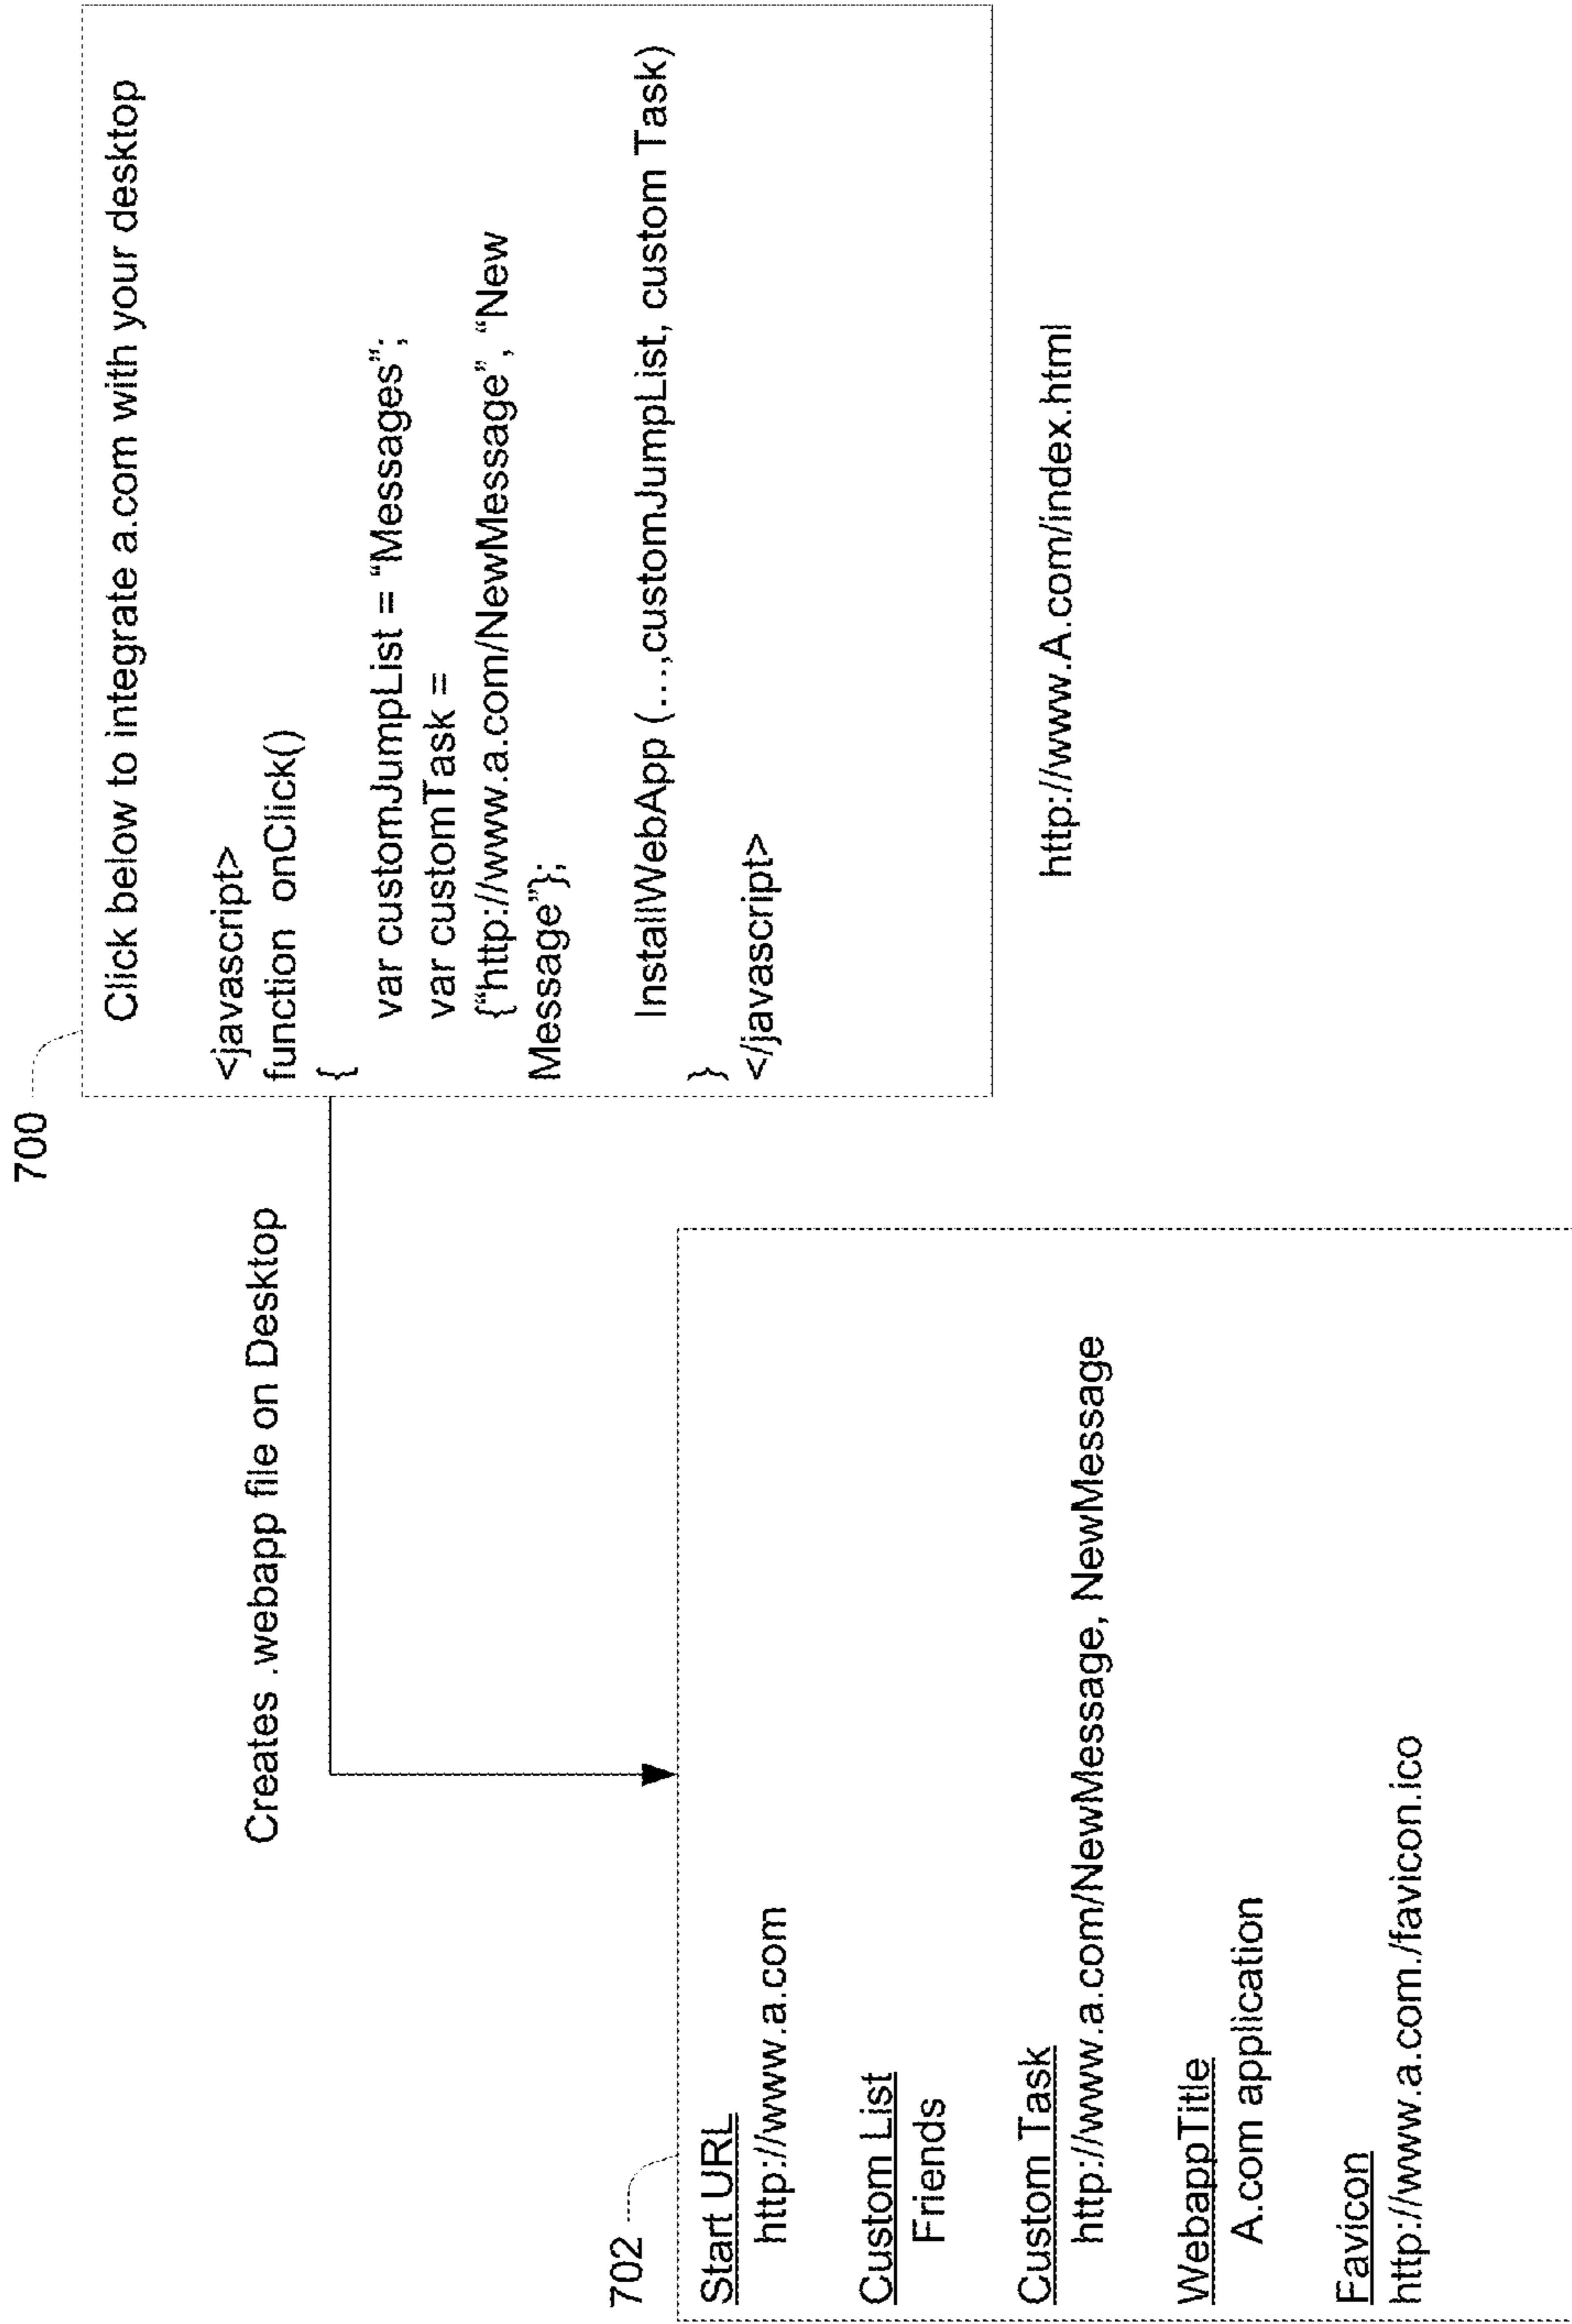 700
Click below to integrate a.com with your desktop
<javascript>
function onClick()
{
var customJumpList = “Messages”;
var customTask =
{“http://www.a.com/NewMessage”, “New
Message”};
InstallWebApp (…,customJumpList, custom Task)
}
</javascript>
http://www.A.com/index.html
Creates .webapp file on Desktop
702
Start URL
http://www.a.com
Custom List
Friends
Custom Task
http://www.a.com/NewMessage, NewMessage
WebappTitle
A.com application
Favicon
http://www.a.com./favicon.ico